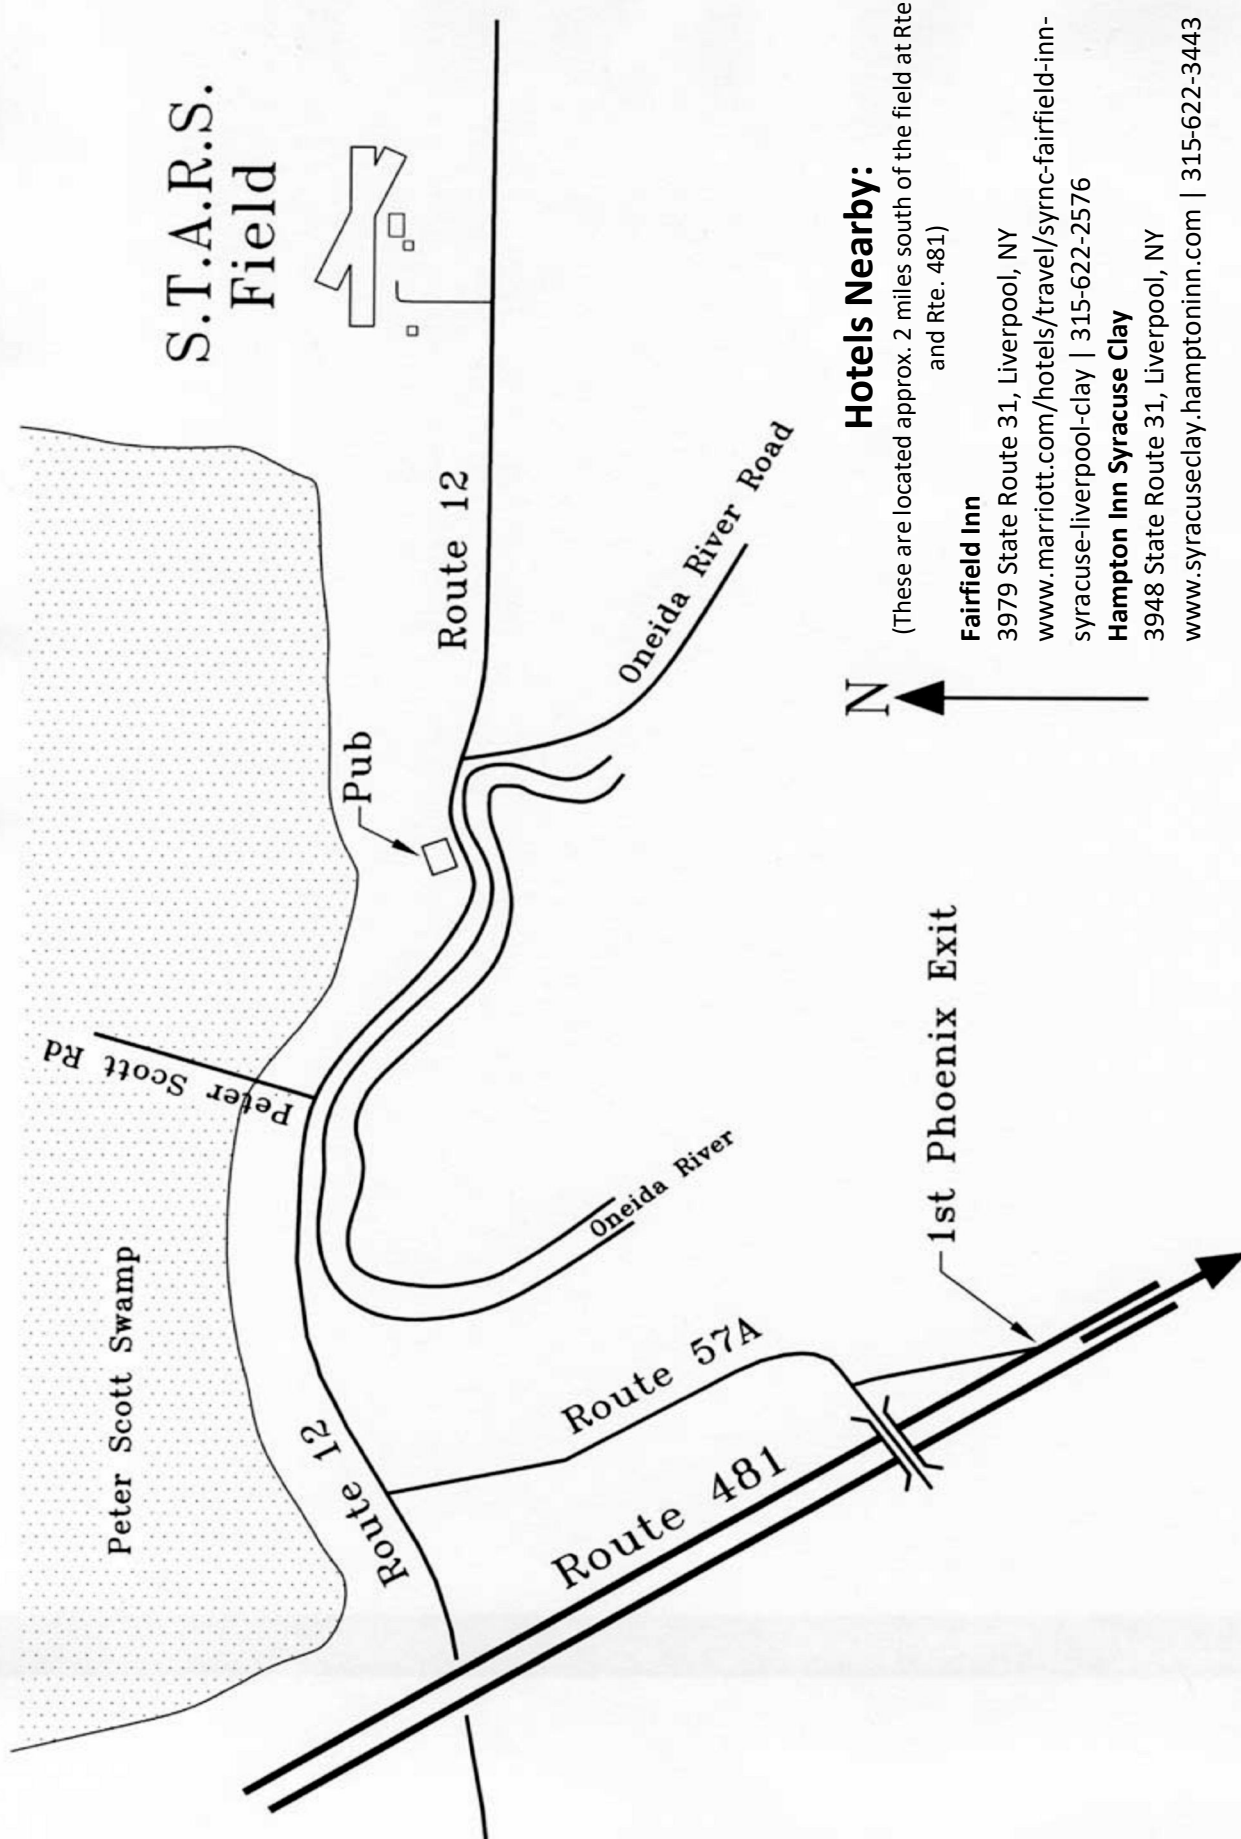 S.T.A.R.S.
Field
Peter Scott Swamp
Peter Scott Rd
Pub
Route 12
Route 12
Oneida River Road
Oneida River
Route 57A
Route 481
1st Phoenix Exit
N
Hotels Nearby:
(These are located approx. 2 miles south of the field at Rte
and Rte. 481)
Fairfield Inn
3979 State Route 31, Liverpool, NY
www.marriott.com/hotels/travel/syrnc-fairfield-inn-
syracuse-liverpool-clay | 315-622-2576
Hampton Inn Syracuse Clay
3948 State Route 31, Liverpool, NY
www.syracuseclay.hamptoninn.com | 315-622-3443